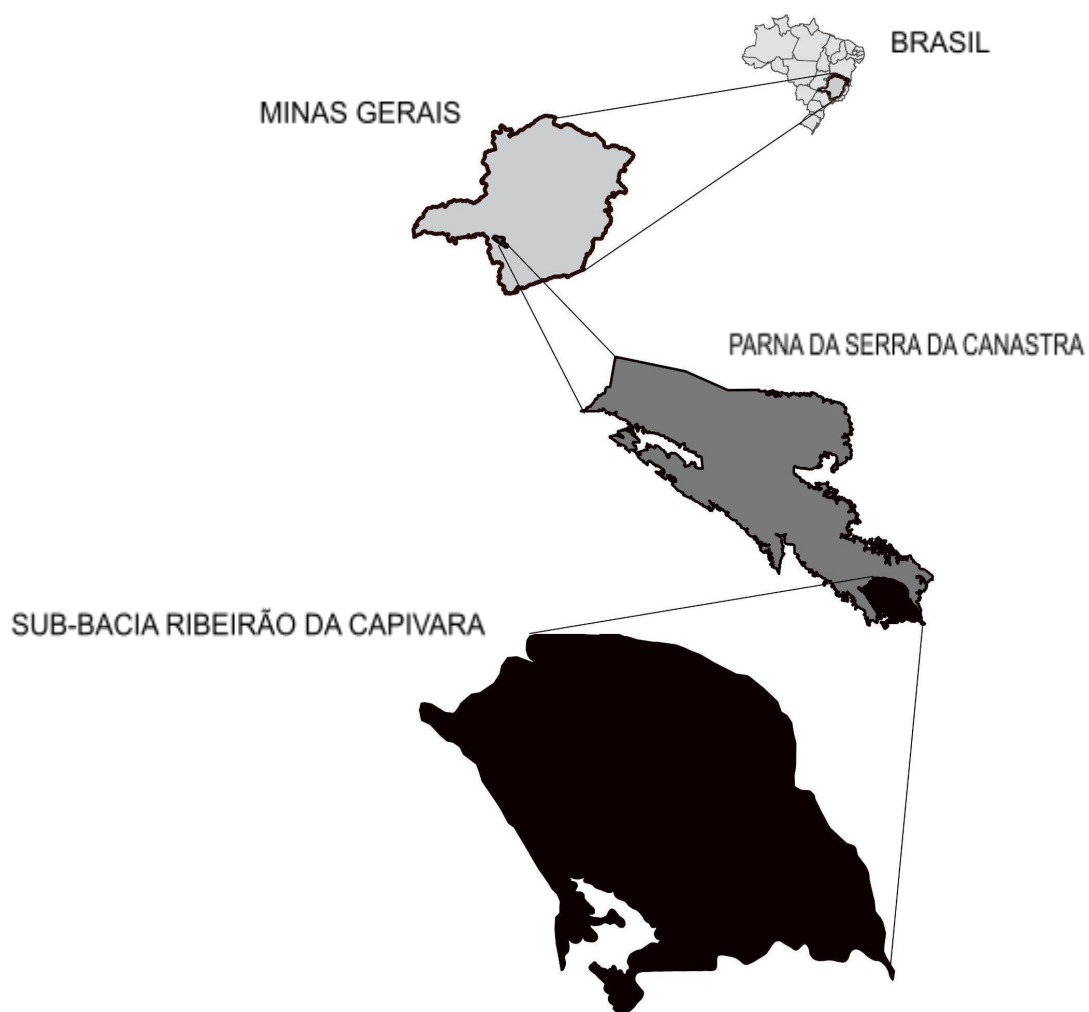 BRASIL
MINAS GERAIS
PARNA DA SERRA DA CANASTRA
SUB-BACIA RIBEIRÃO DA CAPIVARA